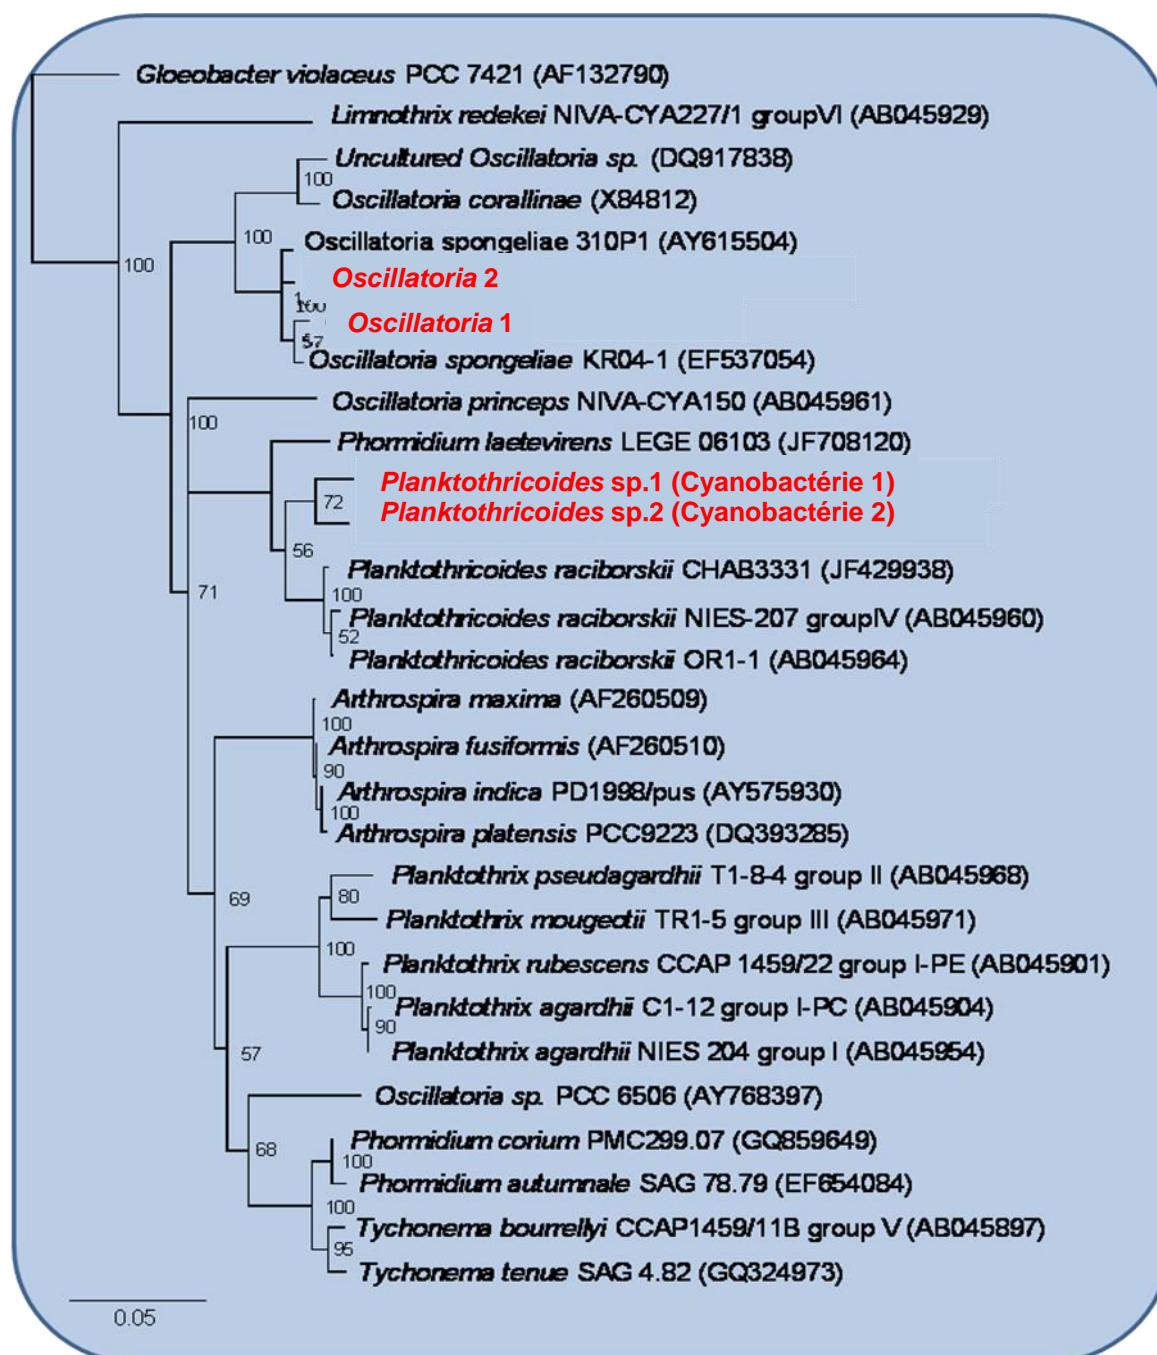 Gloeobacter violaceus PCC 7421 (AF132790)
Limnothrix redekei NIVA-CYA227/1 groupVI (AB045929)
Uncultured Oscillatoria sp. (DQ917838)
100
Oscillatoria corallinae (X84812)
100
Oscillatoria spongeliae 310P1 (AY615504)
100
Oscillatoria 2
Oscillatoria 1
57
Oscillatoria spongeliae KR04-1 (EF537054)
Oscillatoria princeps NIVA-CYA150 (AB045961)
100
Phormidium laetevirens LEGE 06103 (JF708120)
Planktothricoides sp.1 (Cyanobactérie 1)
72
Planktothricoides sp.2 (Cyanobactérie 2)
56
Planktothricoides raciborskii CHAB3331 (JF429938)
71
100
Planktothricoides raciborskii NIES-207 groupIV (AB045960)
52
Planktothricoides raciborskii OR1-1 (AB045964)
Arthrospira maxima (AF260509)
100
Arthrospira fusiformis (AF260510)
90
Arthrospira indica PD1998/pus (AY575930)
100
Arthrospira platensis PCC9223 (DQ393285)
Planktothrix pseudagardhii T1-8-4 group II (AB045968)
69
80
Planktothrix mougeotii TR1-5 group III (AB045971)
100
Planktothrix rubescens CCAP 1459/22 group I-PE (AB045901)
100
Planktothrix agardhii C1-12 group I-PC (AB045904)
90
Planktothrix agardhii NIES 204 group I (AB045954)
57
Oscillatoria sp. PCC 6506 (AY768397)
Phormidium corium PMC299.07 (GQ859649)
68
100
Phormidium autumnale SAG 78.79 (EF654084)
100
Tychonema bourrellyi CCAP1459/11B group V (AB045897)
95
Tychonema tenue SAG 4.82 (GQ324973)
0.05